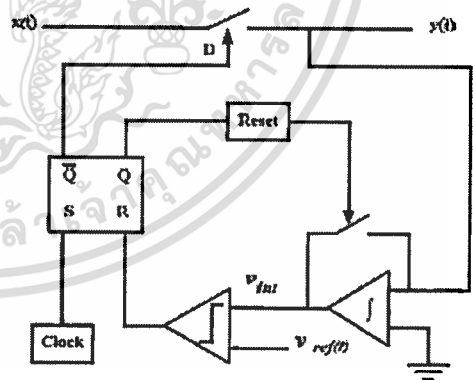 x(t)
y(t)
D
Reset
Q̅ Q
S R
v_int
∫
Clock
v_ref(t)